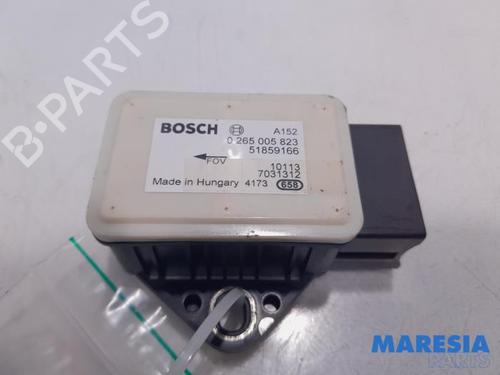 BOSCH A152
0 265 005 823
51859166
FOV
10113
7031312
Made in Hungary 4173 658
B-PARTS
MARESIA
PARTS